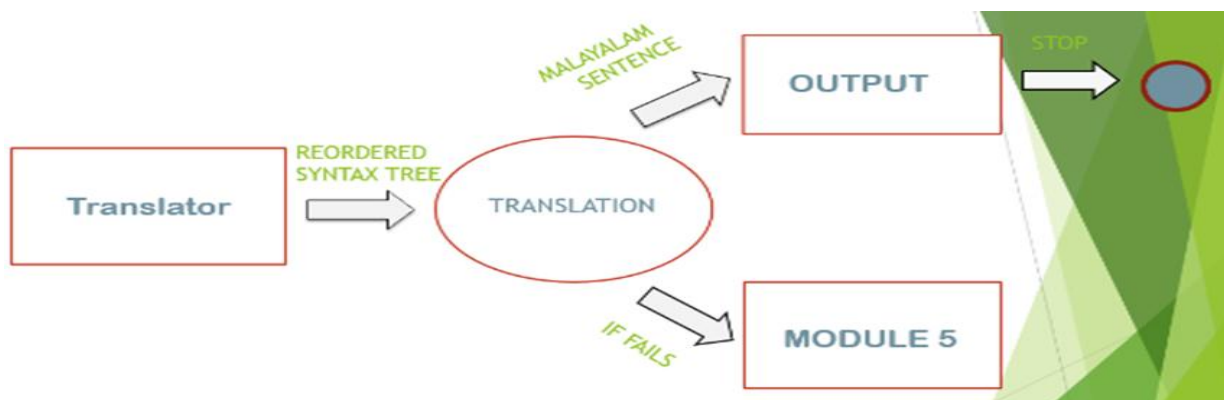 Translator
REORDERED
SYNTAX TREE
TRANSLATION
MALAYALAM
SENTENCE
OUTPUT
STOP
IF FAILS
MODULE 5